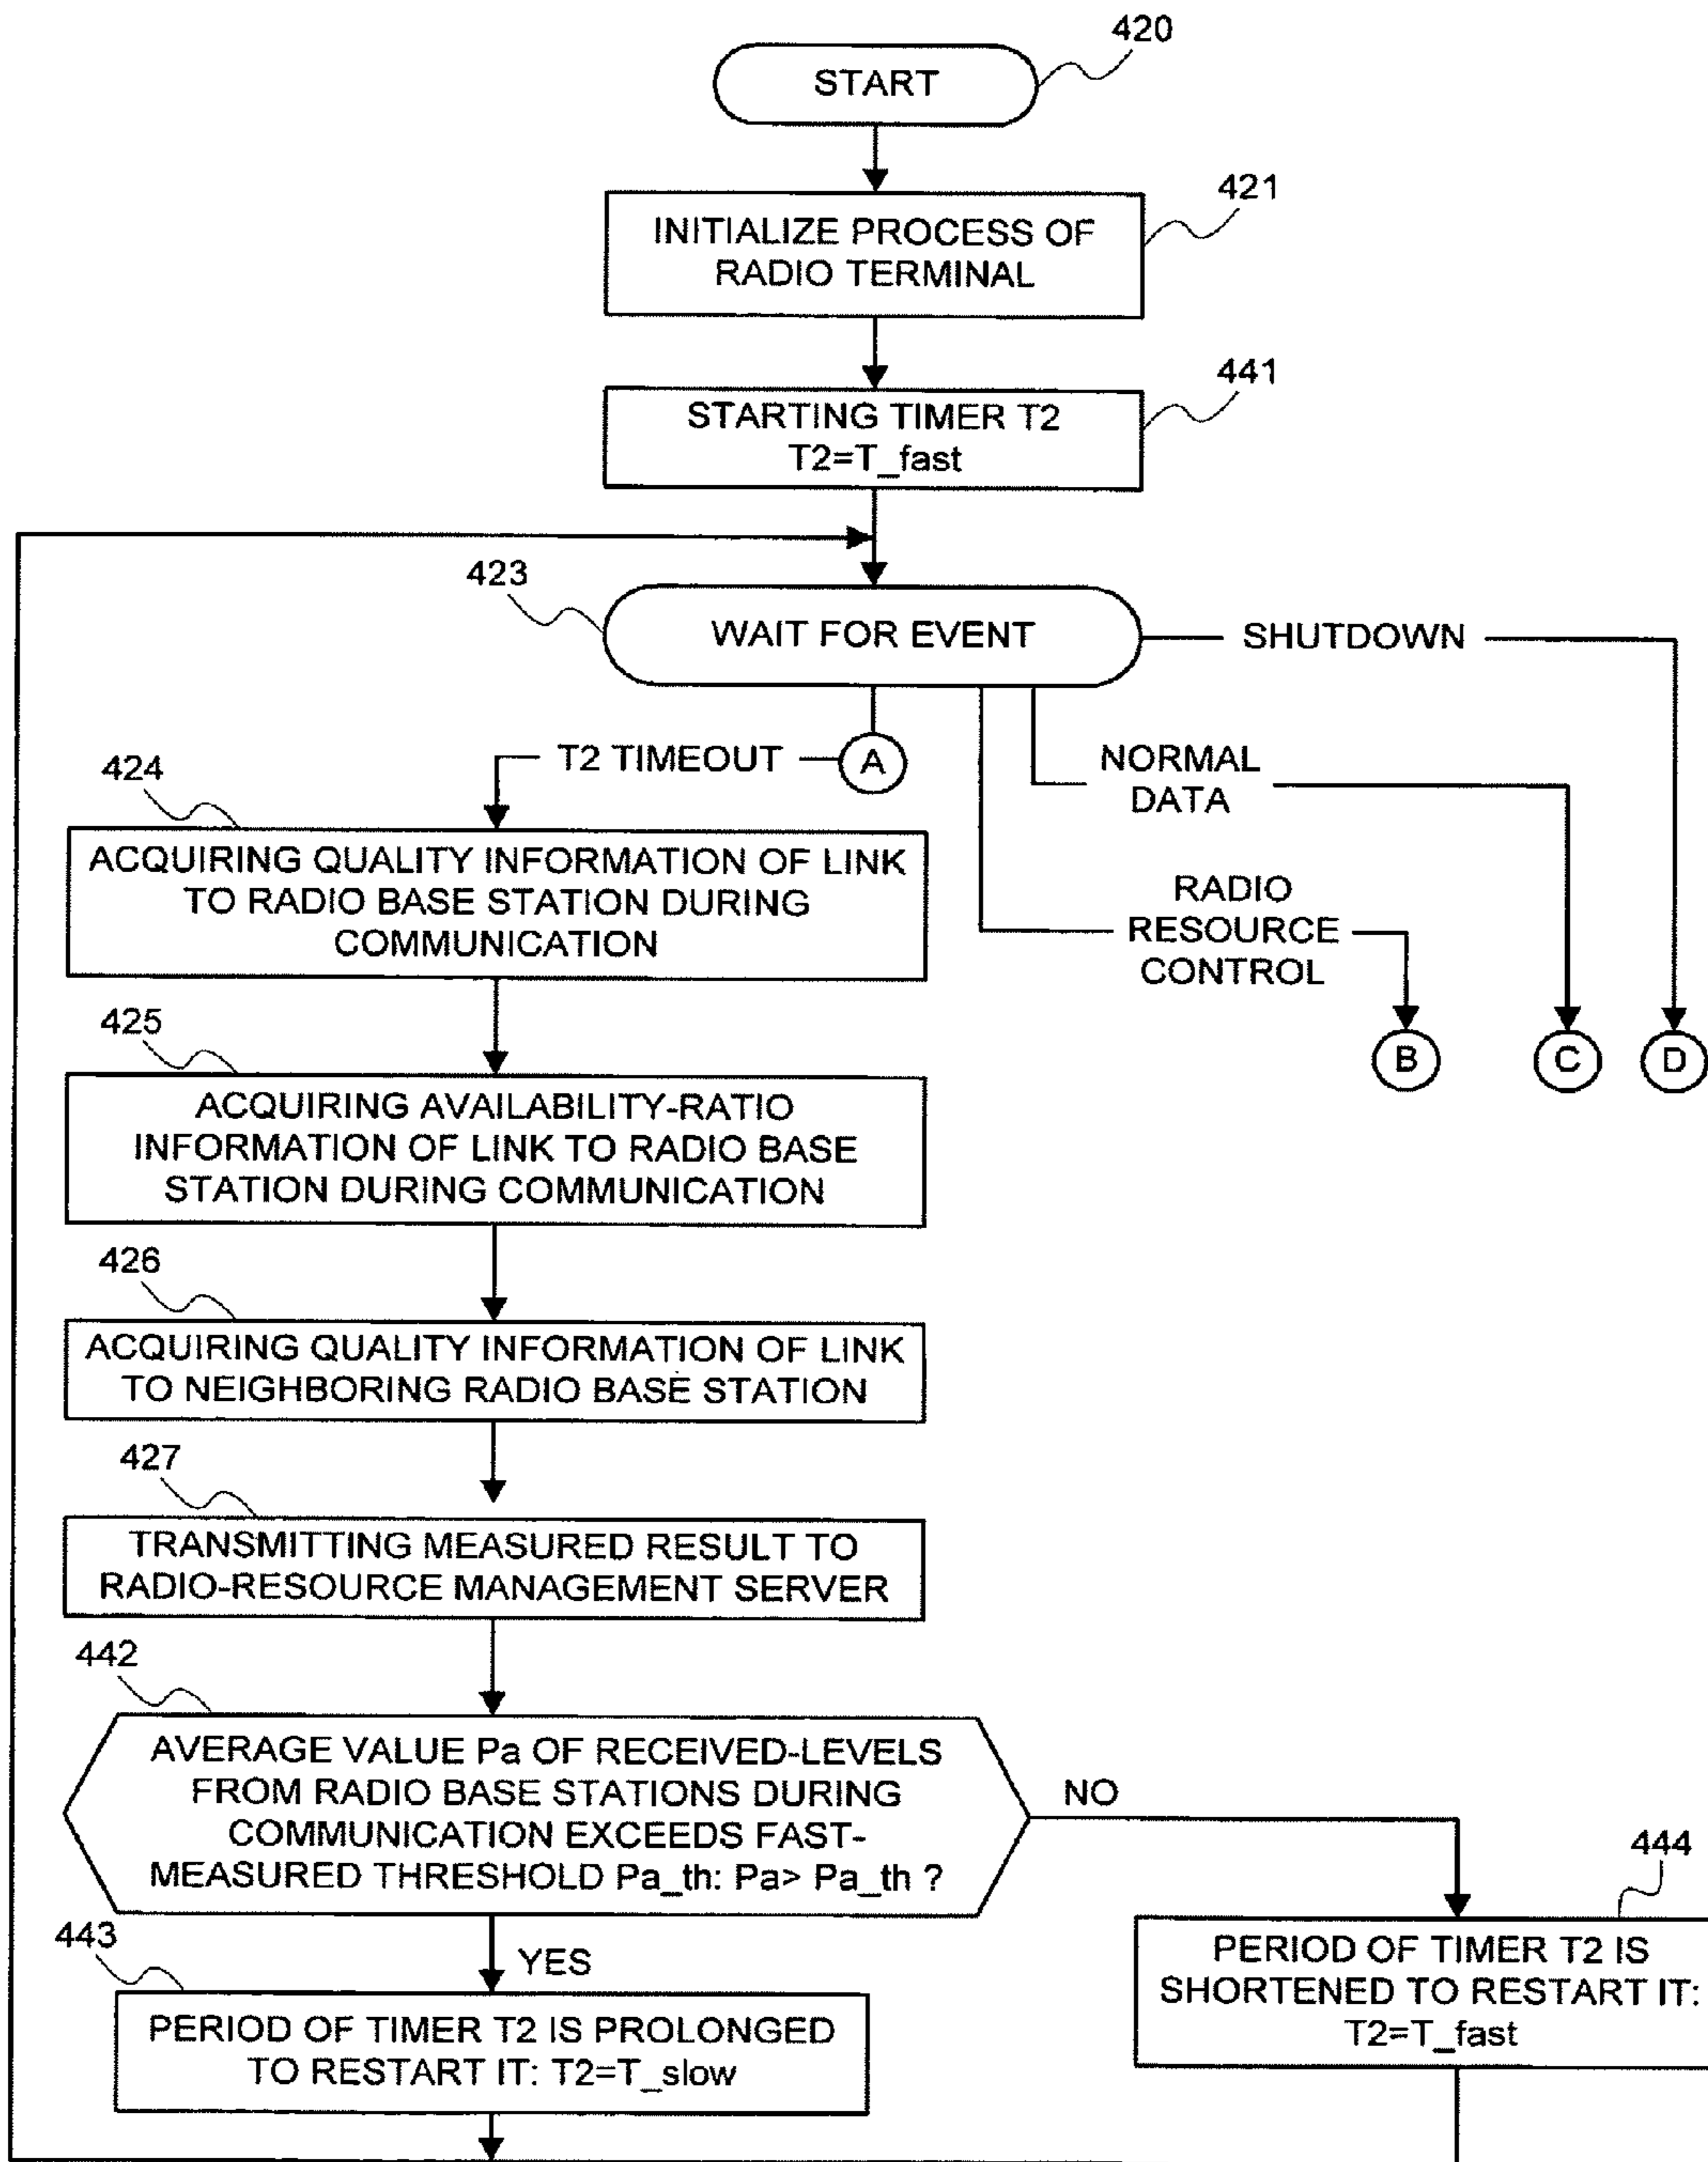 420
START
421
INITIALIZE PROCESS OF
RADIO TERMINAL
441
STARTING TIMER T2
T2=T_fast
423
WAIT FOR EVENT
SHUTDOWN
T2 TIMEOUT
A
NORMAL
DATA
RADIO
RESOURCE
CONTROL
B
C
D
424
ACQUIRING QUALITY INFORMATION OF LINK
TO RADIO BASE STATION DURING
COMMUNICATION
425
ACQUIRING AVAILABILITY-RATIO
INFORMATION OF LINK TO RADIO BASE
STATION DURING COMMUNICATION
426
ACQUIRING QUALITY INFORMATION OF LINK
TO NEIGHBORING RADIO BASE STATION
427
TRANSMITTING MEASURED RESULT TO
RADIO-RESOURCE MANAGEMENT SERVER
442
AVERAGE VALUE Pa OF RECEIVED-LEVELS
FROM RADIO BASE STATIONS DURING
COMMUNICATION EXCEEDS FAST-
MEASURED THRESHOLD Pa_th: Pa> Pa_th ?
NO
YES
443
PERIOD OF TIMER T2 IS PROLONGED
TO RESTART IT: T2=T_slow
444
PERIOD OF TIMER T2 IS
SHORTENED TO RESTART IT:
T2=T_fast